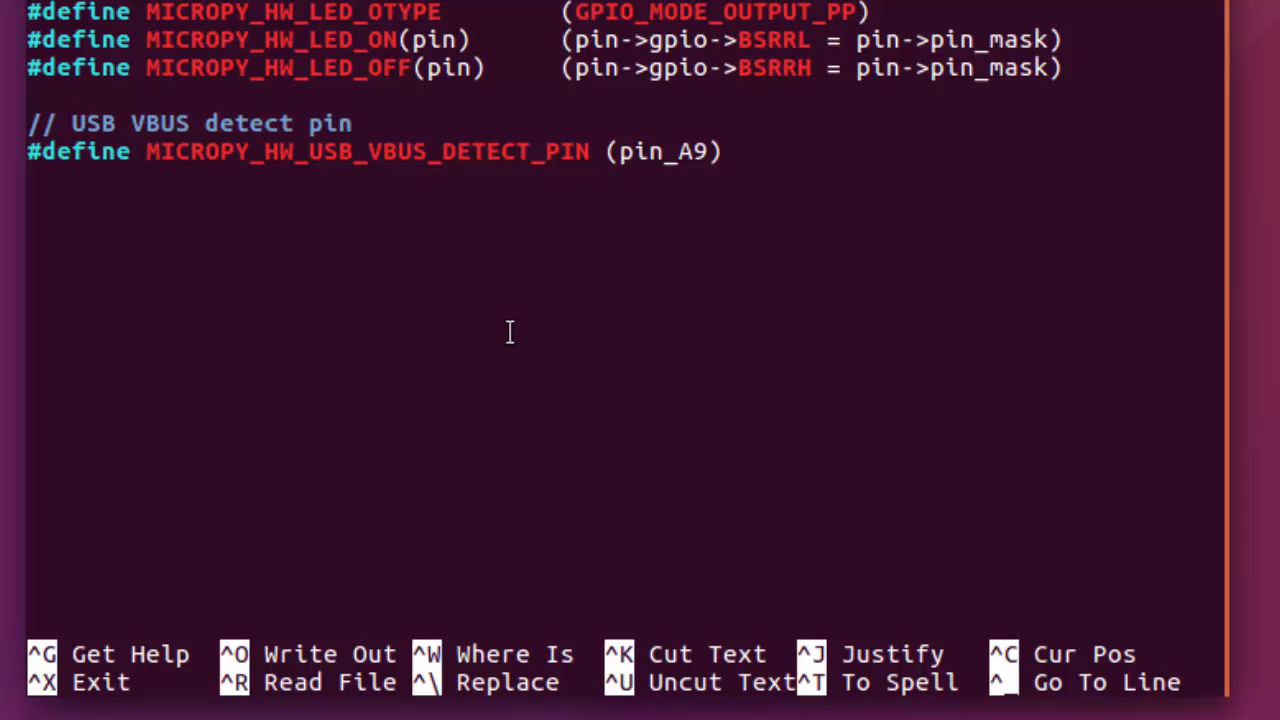 #define MICROPY_HW_LED_OTYPE (GPIO_MODE_OUTPUT_PP)
#define MICROPY_HW_LED_ON(pin) (pin->gpio->BSRRL = pin->pin_mask)
#define MICROPY_HW_LED_OFF(pin) (pin->gpio->BSRRH = pin->pin_mask)
// USB VBUS detect pin
#define MICROPY_HW_USB_VBUS_DETECT_PIN (pin_A9)
^G Get Help ^O Write Out ^W Where Is ^K Cut Text ^J Justify ^C Cur Pos
^X Exit ^R Read File ^\ Replace ^U Uncut Text ^T To Spell ^_ Go To Line